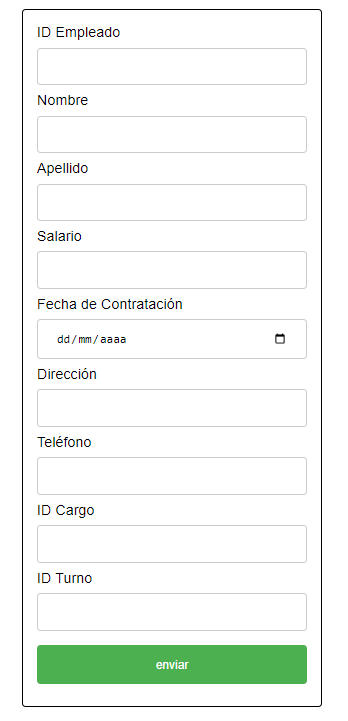 ID Empleado
Nombre
Apellido
Salario
Fecha de Contratación
dd/mm/aaaa
Dirección
Teléfono
ID Cargo
ID Turno
enviar